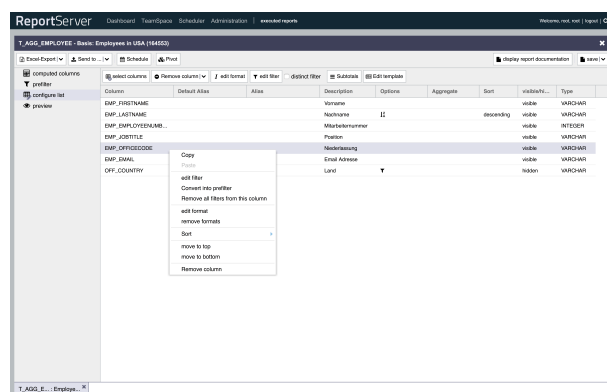 ReportServer Dashboard TeamSpace Scheduler Administration | executed reports Welcome, root, root | logout |
T_AGG_EMPLOYEE - Basis: Employees in USA (164553)
Excel-Export Send to ... Schedule Pivot display report documentation save
computed columns
prefilter
configure list
preview
select columns Remove column edit format edit filter distinct filter Subtotals Edit template
Column Default Alias Alias Description Options Aggregate Sort visible/hi... Type
EMP_FIRSTNAME Vorname visible VARCHAR
EMP_LASTNAME Nachname descending visible VARCHAR
EMP_EMPLOYEENUMB... Mitarbeiternummer visible INTEGER
EMP_JOBTITLE Position visible VARCHAR
EMP_OFFICECODE Niederlassung visible VARCHAR
EMP_EMAIL Email Adresse visible VARCHAR
OFF_COUNTRY Land hidden VARCHAR
Copy
Paste
edit filter
Convert into prefilter
Remove all filters from this column
edit format
remove formats
Sort
move to top
move to bottom
Remove column
T_AGG_E... : Employe...